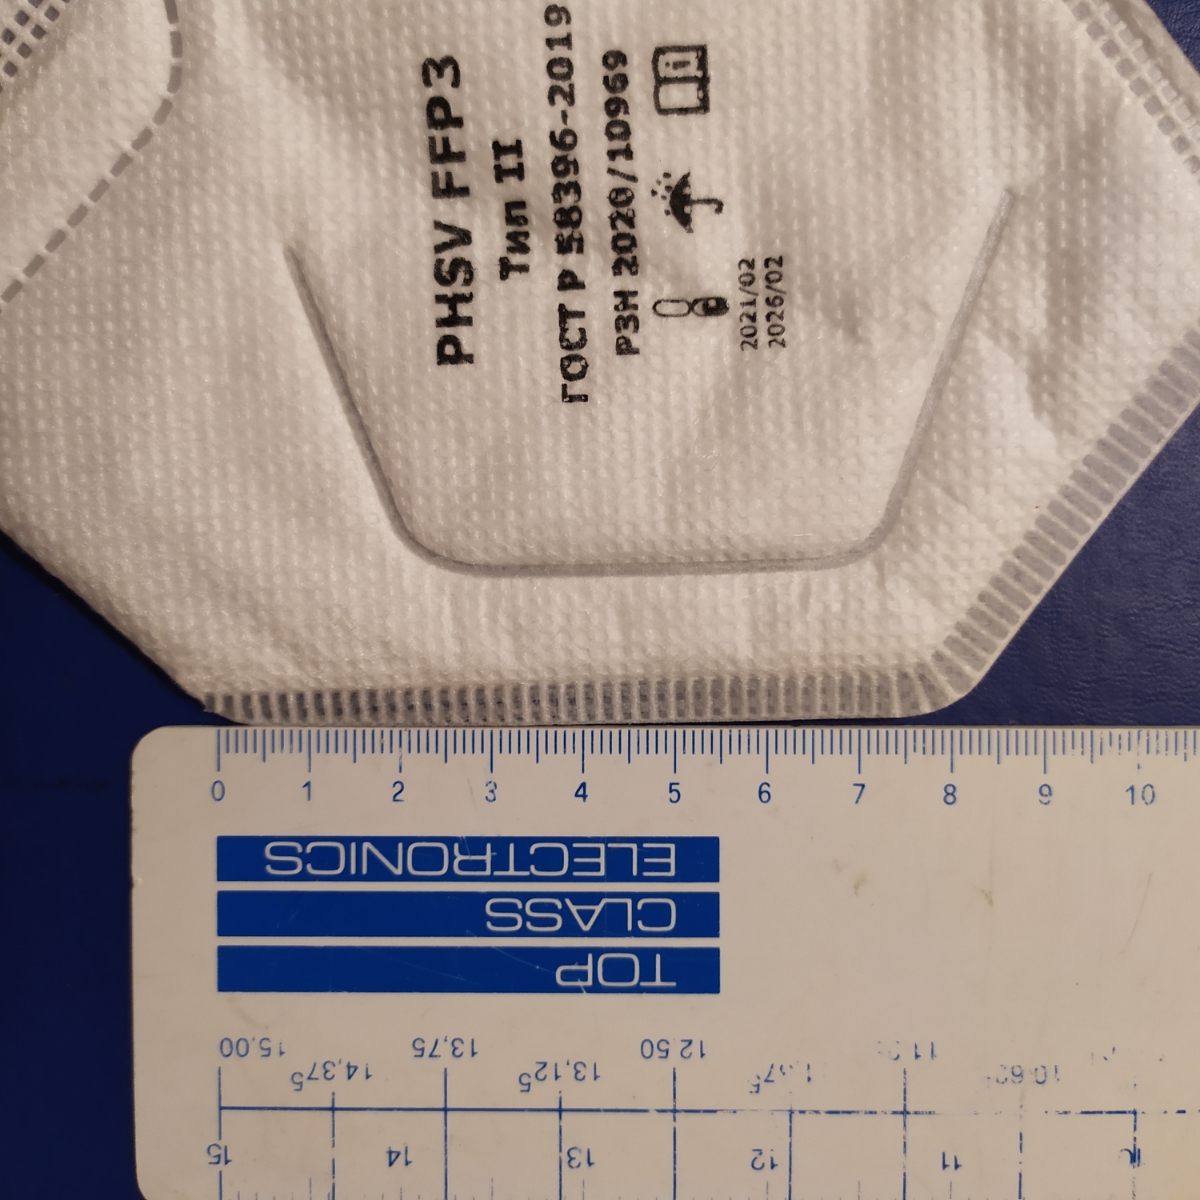 PHSV FFP3
Тип II
ГОСТ Р 58396-2019
РЗН 2020/10969
2021/02
2026/02
0 1 2 3 4 5 6 7 8 9 10
TOP
CLASS
ELECTRONICS
12.50 13,125 13,75 14,375 15,00
11 12 13 14 15